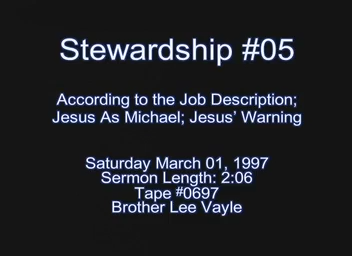 Stewardship #05
According to the Job Description;
Jesus As Michael; Jesus' Warning
Saturday March 01, 1997
Sermon Length: 2:06
Tape #0697
Brother Lee Vayle